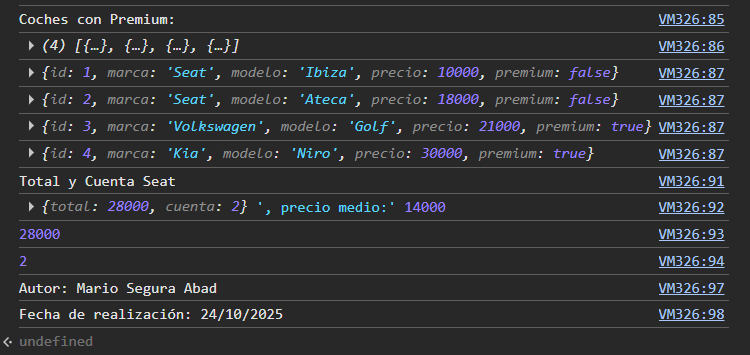 Coches con Premium: VM326:85
(4) [{…}, {…}, {…}, {…}] VM326:86
{id: 1, marca: 'Seat', modelo: 'Ibiza', precio: 10000, premium: false} VM326:87
{id: 2, marca: 'Seat', modelo: 'Ateca', precio: 18000, premium: false} VM326:87
{id: 3, marca: 'Volkswagen', modelo: 'Golf', precio: 21000, premium: true} VM326:87
{id: 4, marca: 'Kia', modelo: 'Niro', precio: 30000, premium: true} VM326:87
Total y Cuenta Seat VM326:91
{total: 28000, cuenta: 2} ', precio medio:' 14000 VM326:92
28000 VM326:93
2 VM326:94
Autor: Mario Segura Abad VM326:97
Fecha de realización: 24/10/2025 VM326:98
undefined